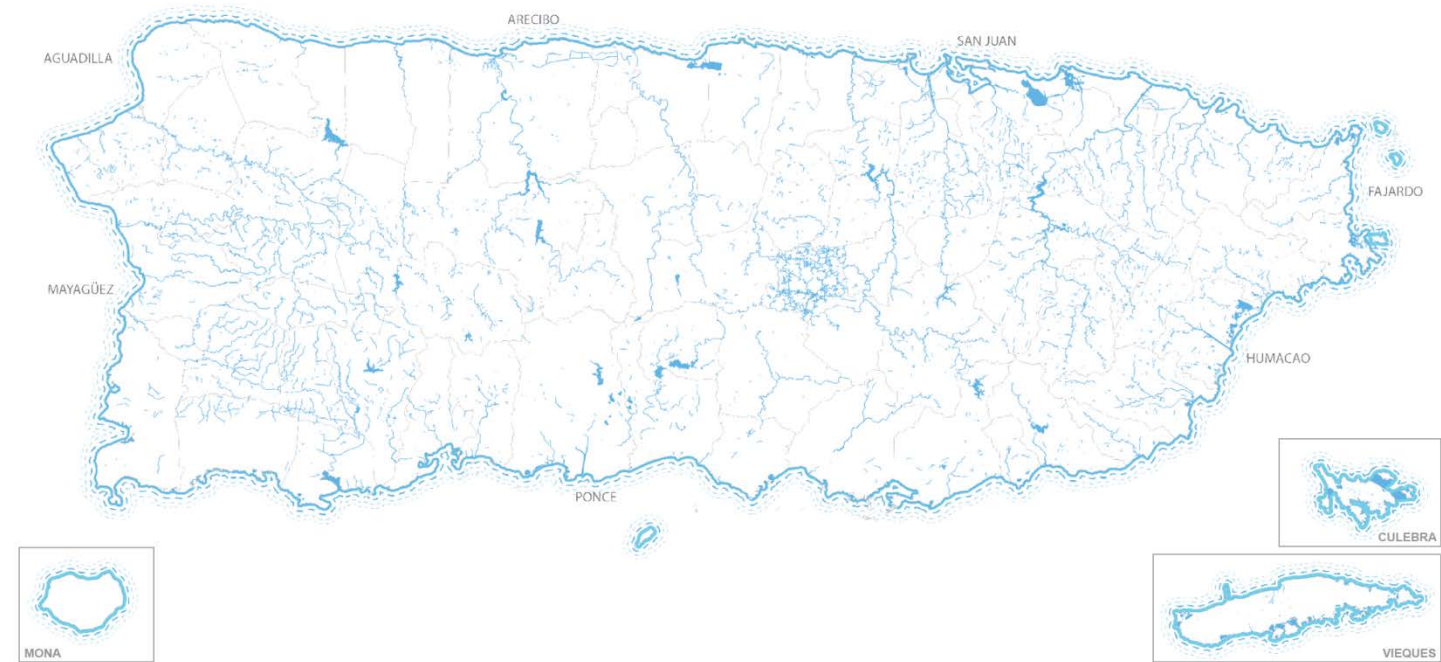 ARECIBO
SAN JUAN
AGUADILLA
FAJARDO
MAYAGÜEZ
HUMACAO
PONCE
CULEBRA
MONA
VIEQUES